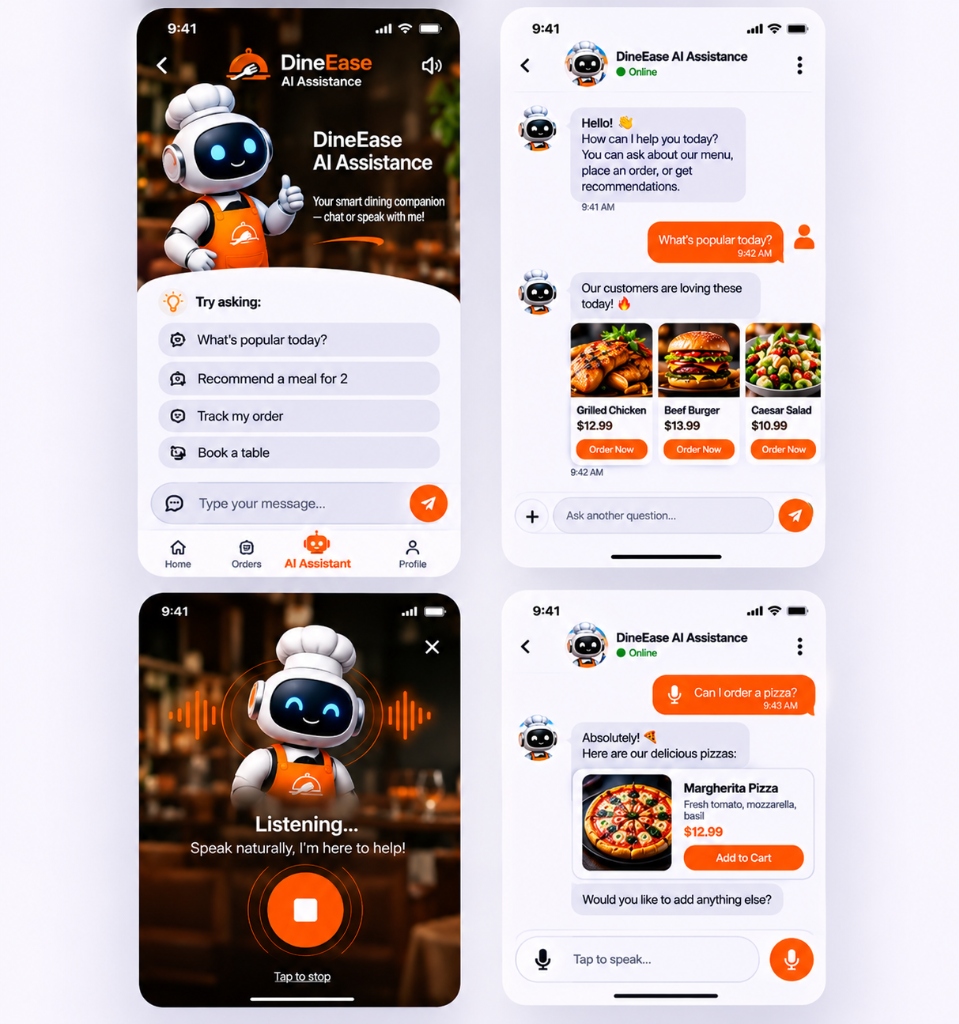 9:41
DineEase
AI Assistance
DineEase
AI Assistance
Your smart dining companion
— chat or speak with me!
Try asking:
What's popular today?
Recommend a meal for 2
Track my order
Book a table
Type your message...
Home
Orders
AI Assistant
Profile
9:41
DineEase AI Assistance
Online
Hello! 👋
How can I help you today?
You can ask about our menu,
place an order, or get
recommendations.
9:41 AM
What's popular today?
9:42 AM
Our customers are loving these
today! 🔥
Grilled Chicken
$12.99
Order Now
Beef Burger
$13.99
Order Now
Caesar Salad
$10.99
Order Now
9:42 AM
Ask another question...
9:41
Listening...
Speak naturally, I'm here to help!
Tap to stop
9:41
DineEase AI Assistance
Online
Can I order a pizza?
9:43 AM
Absolutely! 🍕
Here are our delicious pizzas:
Margherita Pizza
Fresh tomato, mozzarella,
basil
$12.99
Add to Cart
Would you like to add anything else?
Tap to speak...